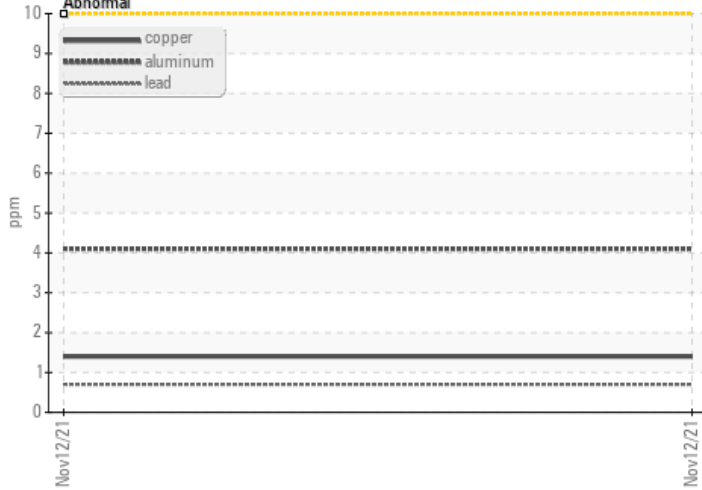 Abnormal
10
copper
9
aluminum
lead
8
7
6
ppm
5
4
3
2
1
0
Nov12/21
Nov12/21